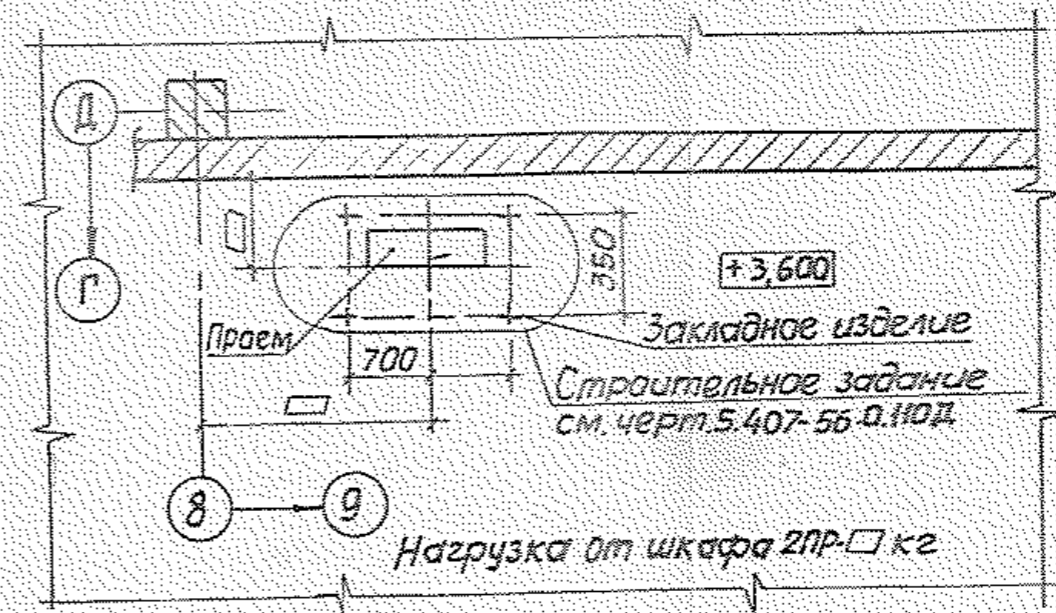 Д
Г
350
+3,600
Праем
700
Закладное изделие
Строительное задание
см. черт. 5.407-56-0.110Д
8
9
Нагрузка от шкафа 2ПР-▭ кг